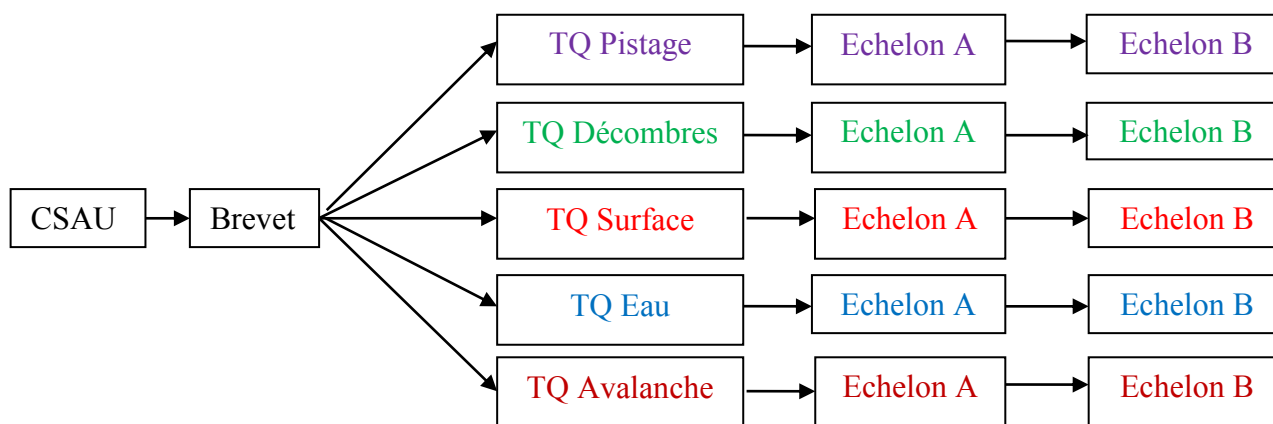 TQ Pistage
Echelon A
Echelon B
TQ Décombres
Echelon A
Echelon B
CSAU
Brevet
TQ Surface
Echelon A
Echelon B
TQ Eau
Echelon A
Echelon B
TQ Avalanche
Echelon A
Echelon B